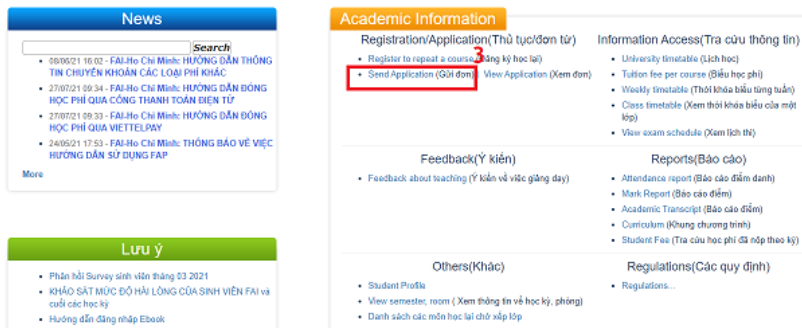 News
Search
08/06/21 16:02 - FAI-Ho Chi Minh: HƯỚNG DẪN THÔNG
TIN CHUYỂN KHOẢN CÁC LOẠI PHÍ KHÁC
27/07/21 09:34 - FAI-Ho Chi Minh: HƯỚNG DẪN ĐÓNG
HỌC PHÍ QUA CỔNG THANH TOÁN ĐIỆN TỬ
27/07/21 09:33 - FAI-Ho Chi Minh: HƯỚNG DẪN ĐÓNG
HỌC PHÍ QUA VIETTELPAY
24/05/21 17:53 - FAI-Ho Chi Minh: THÔNG BÁO VỀ VIỆC
HƯỚNG DẪN SỬ DỤNG FAP
More
Lưu ý
Phản hồi Survey sinh viên tháng 03 2021
KHẢO SÁT MỨC ĐỘ HÀI LÒNG CỦA SINH VIÊN FAI và
cuối các học kỳ
Hướng dẫn đăng nhập Ebook
Academic Information
Registration/Application(Thủ tục/đơn từ)
3
Register to repeat a course (Đăng ký học lại)
Send Application (Gửi đơn) View Application (Xem đơn)
Information Access(Tra cứu thông tin)
University timetable (Lịch học)
Tuition fee per course (Biểu học phí)
Weekly timetable (Thời khóa biểu từng tuần)
Class timetable (Xem thời khóa biểu của một
lớp)
View exam schedule (Xem lịch thi)
Feedback(Ý kiến)
Feedback about teaching (Ý kiến về việc giảng dạy)
Reports(Báo cáo)
Attendance report (Báo cáo điểm danh)
Mark Report (Báo cáo điểm)
Academic Transcript (Báo cáo điểm)
Curriculum (Khung chương trình)
Student Fee (Tra cứu học phí đã nộp theo kỳ)
Others(Khác)
Student Profile
View semester, room ( Xem thông tin về học kỳ, phòng)
Danh sách các môn học lại chờ xếp lớp
Regulations(Các quy định)
Regulations...